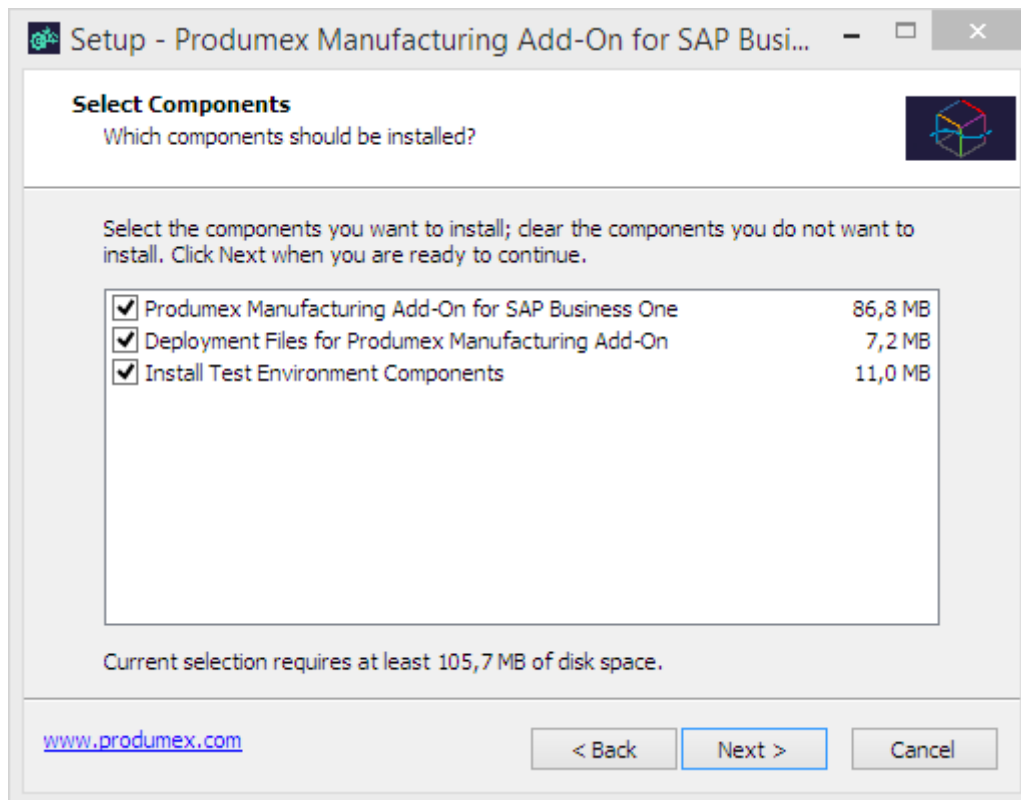 Setup - Produmex Manufacturing Add-On for SAP Busi...
Select Components
Which components should be installed?
Select the components you want to install; clear the components you do not want to
install. Click Next when you are ready to continue.
Produmex Manufacturing Add-On for SAP Business One 86,8 MB
Deployment Files for Produmex Manufacturing Add-On 7,2 MB
Install Test Environment Components 11,0 MB
Current selection requires at least 105,7 MB of disk space.
www.produmex.com < Back Next > Cancel